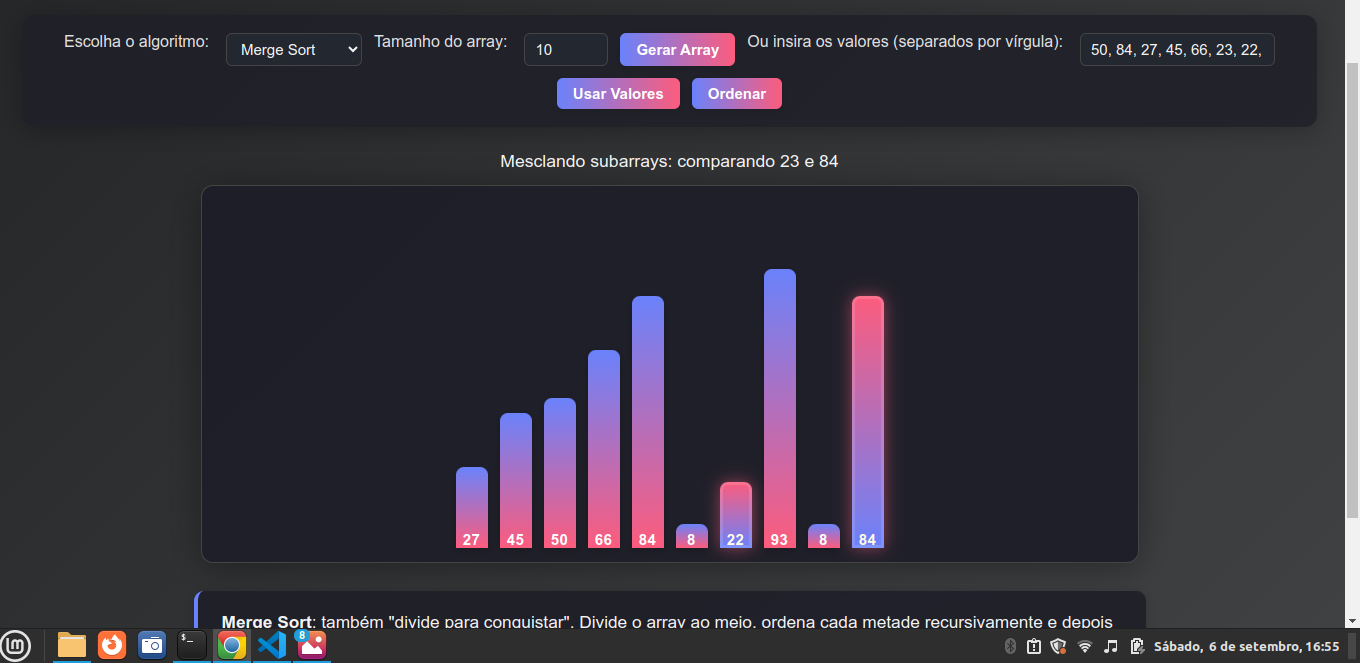 Escolha o algoritmo: Merge Sort Tamanho do array: 10 Gerar Array Ou insira os valores (separados por vírgula): 50, 84, 27, 45, 66, 23, 22,
Usar Valores Ordenar
Mesclando subarrays: comparando 23 e 84
27 45 50 66 84 8 22 93 8 84
Merge Sort: também "divide para conquistar". Divide o array ao meio, ordena cada metade recursivamente e depois
8
Sábado, 6 de setembro, 16:55